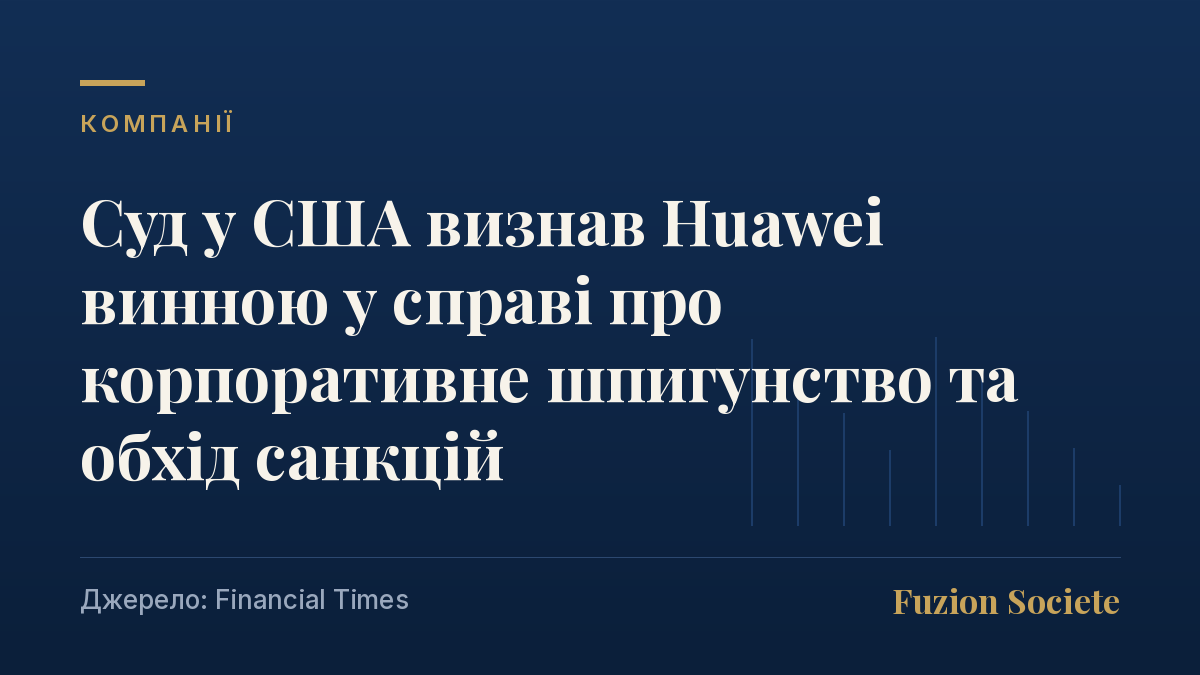 КОМПАНІЇ
Суд у США визнав Huawei
винною у справі про
корпоративне шпигунство та
обхід санкцій
Джерело: Financial Times
Fuzion Societe